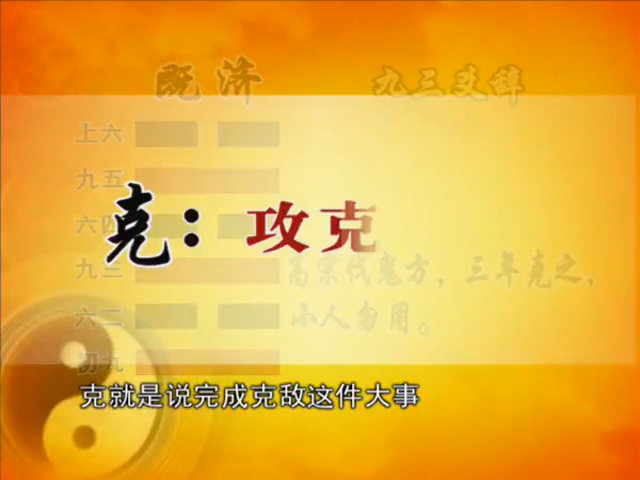 既济 九三爻辞
上六
九五
克：攻克
六四
九三 高宗伐鬼方，三年克之，
六二 小人勿用。
初九
克就是说完成克敌这件大事